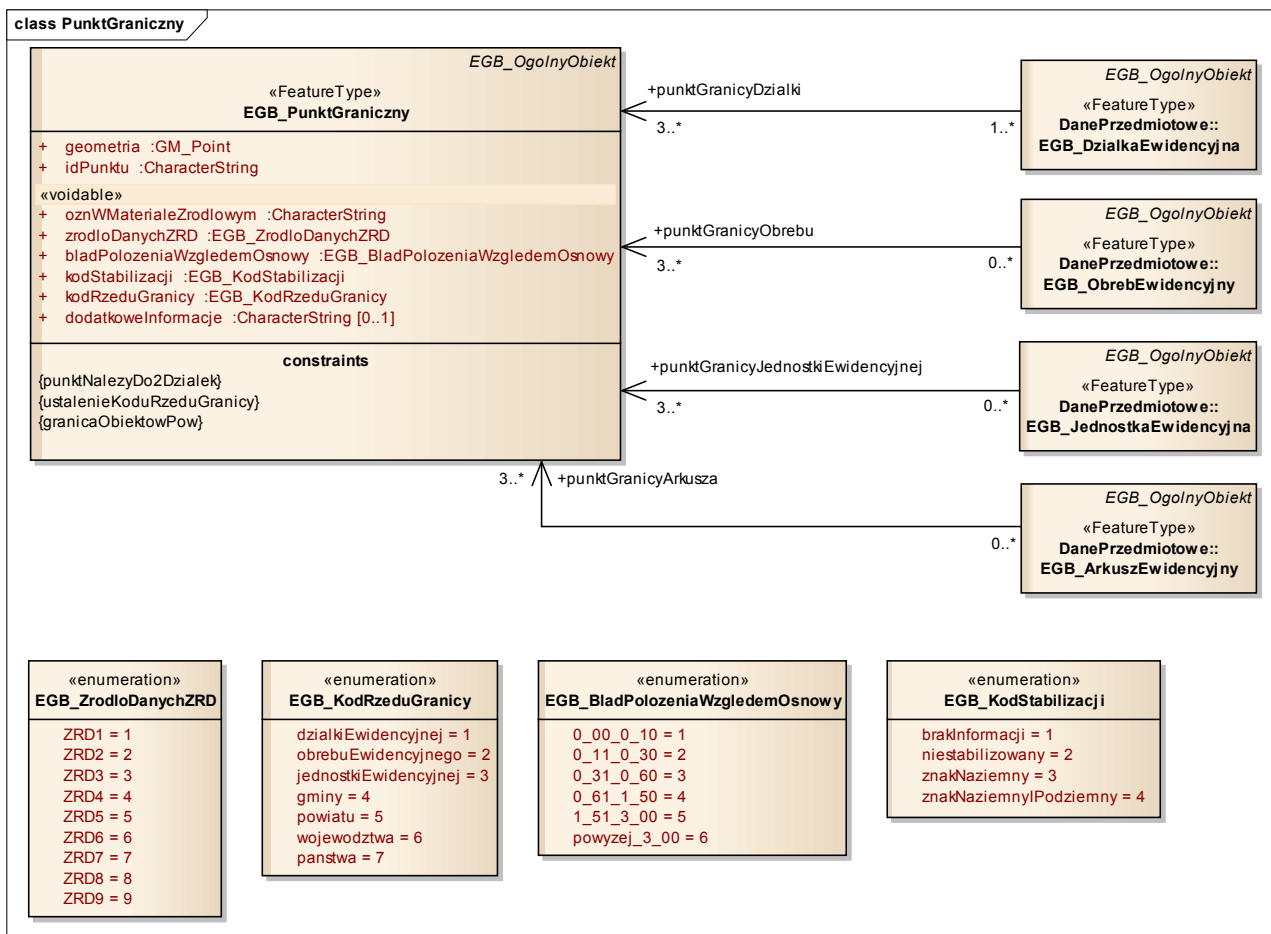 class PunktGraniczny
EGB_OgolnyObiekt
«FeatureType»
EGB_PunktGraniczny
+ geometria :GM_Point
+ idPunktu :CharacterString
«voidable»
+ oznWMaterialeZrodlowym :CharacterString
+ zrodloDanychZRD :EGB_ZrodloDanychZRD
+ bladPolozeniaWzgledemOsnowy :EGB_BladPolozeniaWzgledemOsnowy
+ kodStabilizacji :EGB_KodStabilizacji
+ kodRzeduGranicy :EGB_KodRzeduGranicy
+ dodatkoweInformacje :CharacterString [0..1]
constraints
{punktNalezyDo2Dzialek}
{ustalenieKoduRzeduGranicy}
{granicaObiektowPow}
+punktGranicyDzialki
3..*
1..*
EGB_OgolnyObiekt
«FeatureType»
DanePrzedmiotowe::
EGB_DzialkaEwidencyjna
+punktGranicyObrebu
3..*
0..*
EGB_OgolnyObiekt
«FeatureType»
DanePrzedmiotowe::
EGB_ObrebEwidencyjny
+punktGranicyJednostkiEwidencyjnej
3..*
0..*
EGB_OgolnyObiekt
«FeatureType»
DanePrzedmiotowe::
EGB_JednostkaEwidencyjna
3..*
+punktGranicyArkusza
0..*
EGB_OgolnyObiekt
«FeatureType»
DanePrzedmiotowe::
EGB_ArkuszEwidencyjny
«enumeration»
EGB_ZrodloDanychZRD
ZRD1 = 1
ZRD2 = 2
ZRD3 = 3
ZRD4 = 4
ZRD5 = 5
ZRD6 = 6
ZRD7 = 7
ZRD8 = 8
ZRD9 = 9
«enumeration»
EGB_KodRzeduGranicy
dzialkiEwidencyjnej = 1
obrebuEwidencyjnego = 2
jednostkiEwidencyjnej = 3
gminy = 4
powiatu = 5
wojewodztwa = 6
panstwa = 7
«enumeration»
EGB_BladPolozeniaWzgledemOsnowy
0_00_0_10 = 1
0_11_0_30 = 2
0_31_0_60 = 3
0_61_1_50 = 4
1_51_3_00 = 5
powyzej_3_00 = 6
«enumeration»
EGB_KodStabilizacji
brakInformacji = 1
niestabilizowany = 2
znakNaziemny = 3
znakNaziemnyIPodziemny = 4